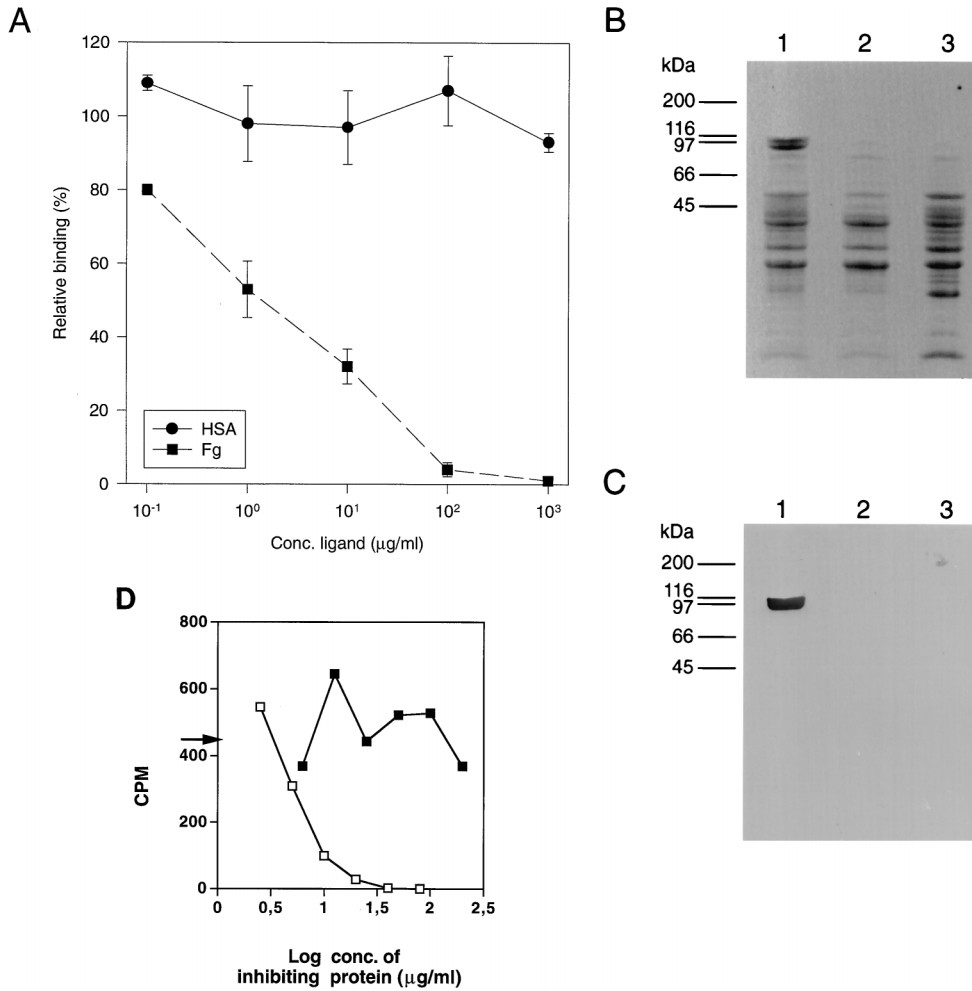 A
120
100
80
60
40
20
0
Relative binding (%)
HSA
Fg
10-1
100
101
102
103
Conc. ligand (μg/ml)
B
1 2 3
kDa
200
116
97
66
45
C
1 2 3
kDa
200
116
97
66
45
D
800
600
400
200
0
CPM
0 0,5 1 1,5 2 2,5
Log conc. of
inhibiting protein (μg/ml)